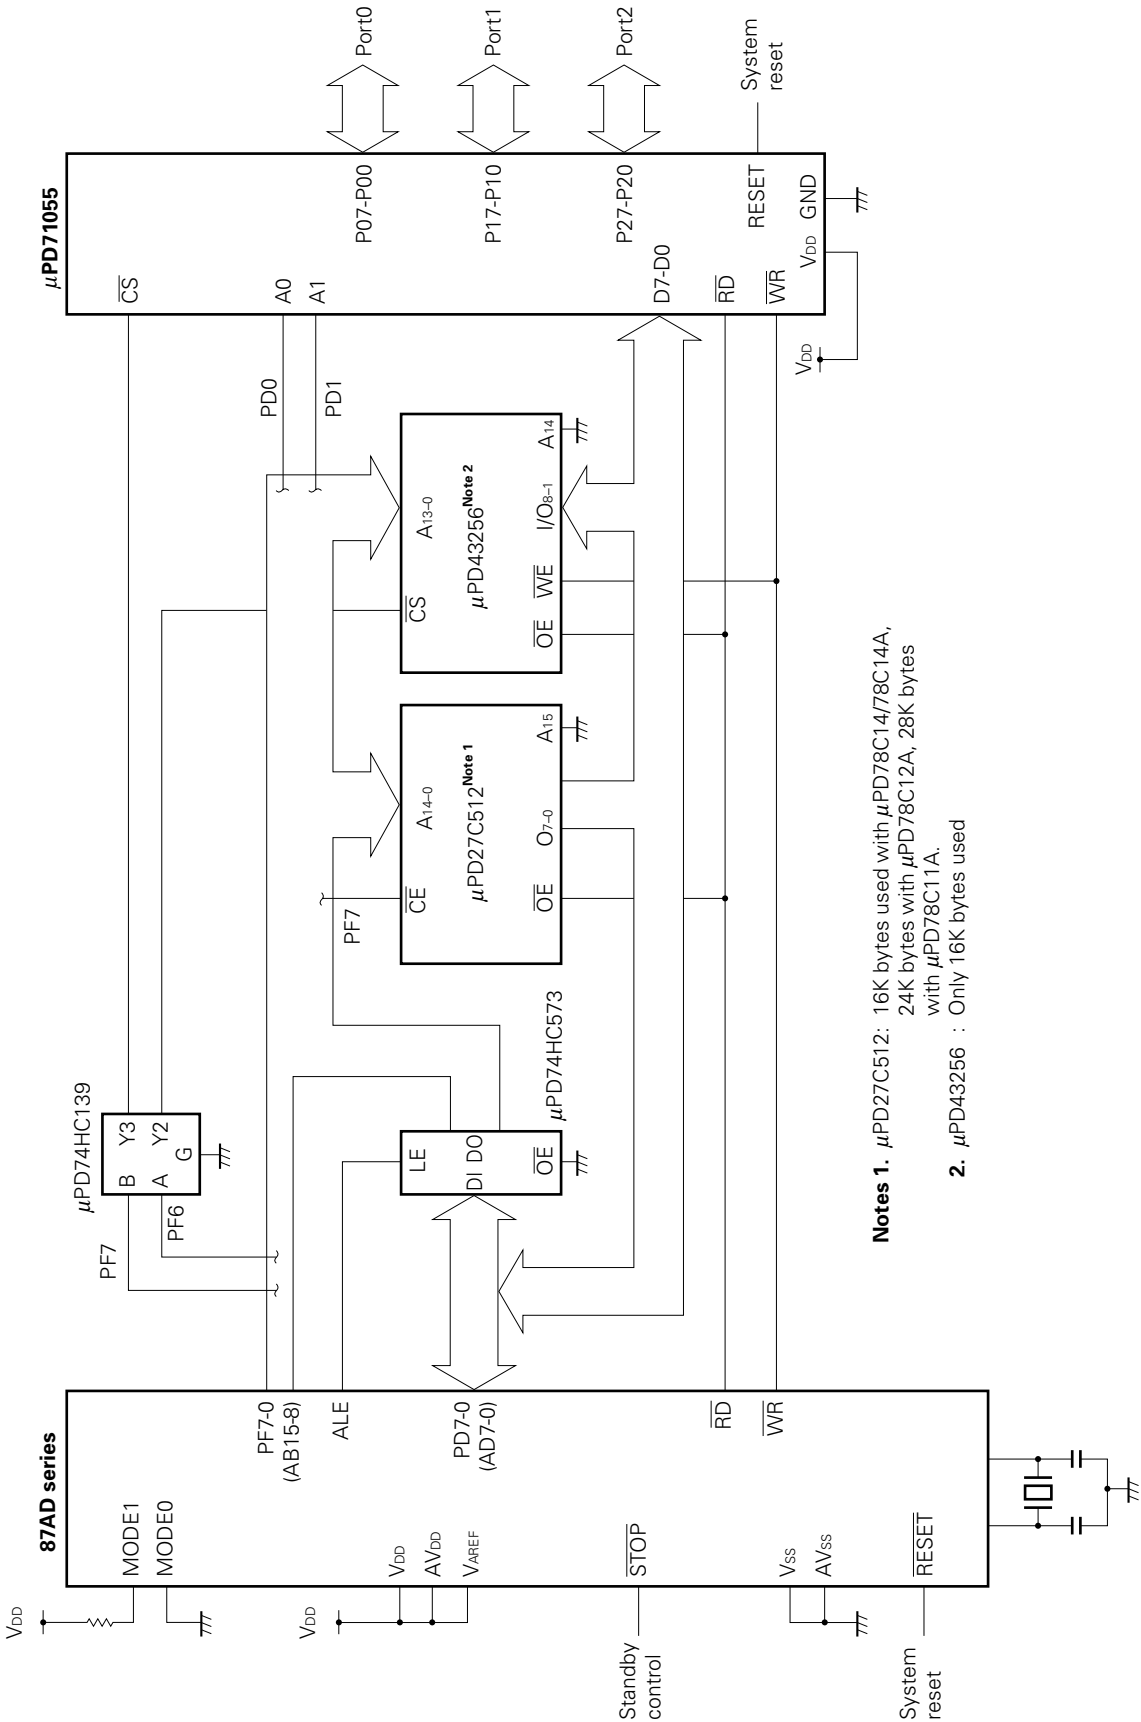 87AD series
VDD
MODE1
MODE0
VDD
VDD
AVDD
VAREF
Standby
control
STOP
VSS
AVSS
System
reset
RESET
PF7-0
(AB15-8)
ALE
PD7-0
(AD7-0)
RD
WR
PF7
PF6
µPD74HC139
B
A
Y3
Y2
G
LE
DI DO
OE
µPD74HC573
PF7
CE
A14–0
µPD27C512Note 1
OE
O7–0
A15
CS
A13–0
µPD43256Note 2
OE
WE
I/O8–1
A14
PD0
PD1
µPD71055
CS
A0
A1
D7-D0
RD
WR
P07-P00
P17-P10
P27-P20
RESET
VDD
GND
VDD
Port0
Port1
Port2
System
reset
Notes 1. µPD27C512: 16K bytes used with µPD78C14/78C14A,
24K bytes with µPD78C12A, 28K bytes
with µPD78C11A.
2. µPD43256 : Only 16K bytes used